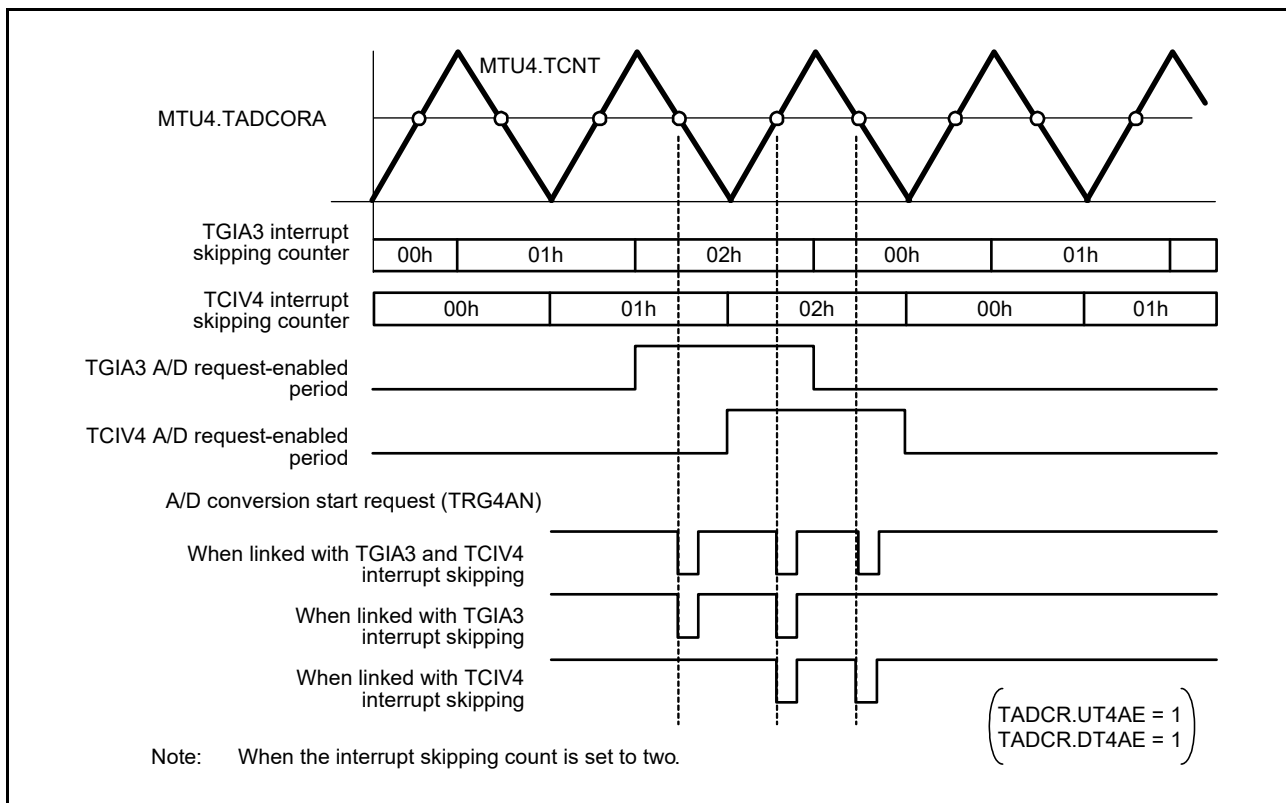 MTU4.TCNT
MTU4.TADCORA
TGIA3 interrupt
skipping counter
00h 01h 02h 00h 01h
TCIV4 interrupt
skipping counter
00h 01h 02h 00h 01h
TGIA3 A/D request-enabled
period
TCIV4 A/D request-enabled
period
A/D conversion start request (TRG4AN)
When linked with TGIA3 and TCIV4
interrupt skipping
When linked with TGIA3
interrupt skipping
When linked with TCIV4
interrupt skipping
TADCR.UT4AE = 1
TADCR.DT4AE = 1
Note: When the interrupt skipping count is set to two.